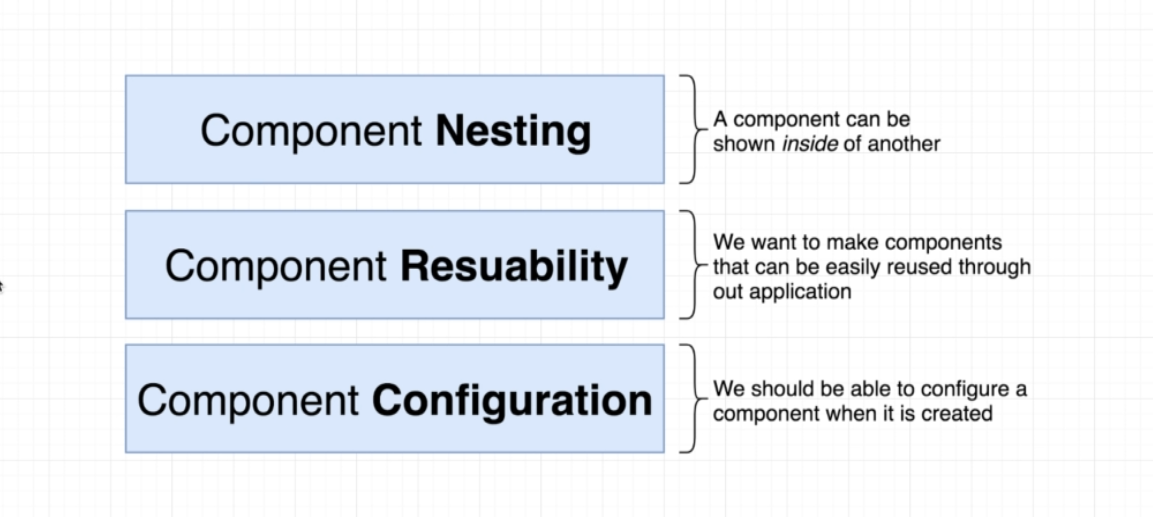 Component Nesting
A component can be
shown inside of another
Component Resuability
We want to make components
that can be easily reused through
out application
Component Configuration
We should be able to configure a
component when it is created